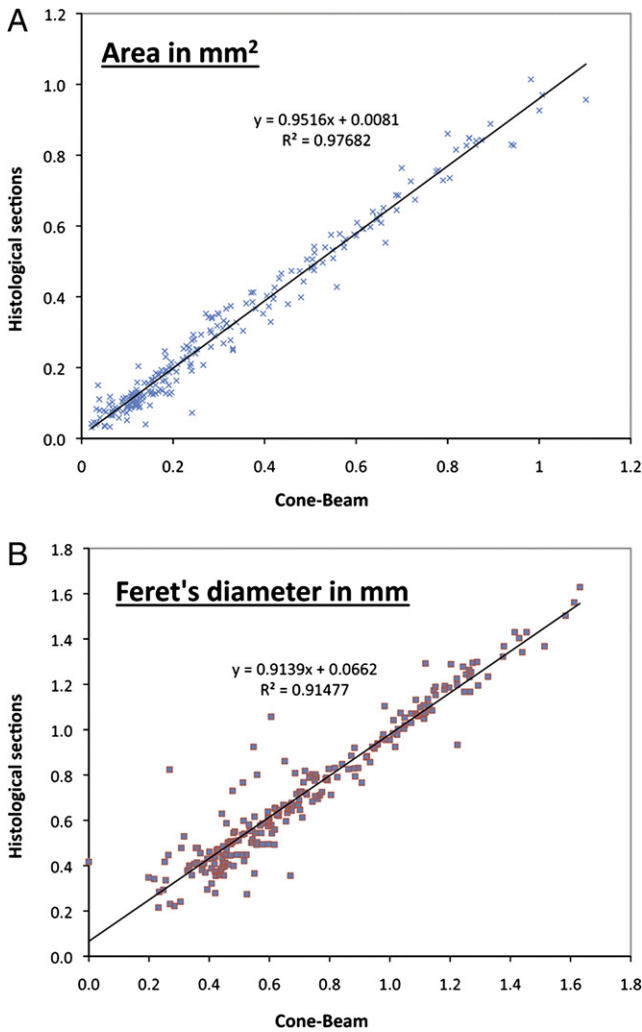 A
Area in mm²
y = 0.9516x + 0.0081
R² = 0.97682
Histological sections
1.2
1.0
0.8
0.6
0.4
0.2
0.0
0 0.2 0.4 0.6 0.8 1 1.2
Cone-Beam
B
Feret's diameter in mm
y = 0.9139x + 0.0662
R² = 0.91477
Histological sections
1.8
1.6
1.4
1.2
1.0
0.8
0.6
0.4
0.2
0.0
0.0 0.2 0.4 0.6 0.8 1.0 1.2 1.4 1.6 1.8
Cone-Beam